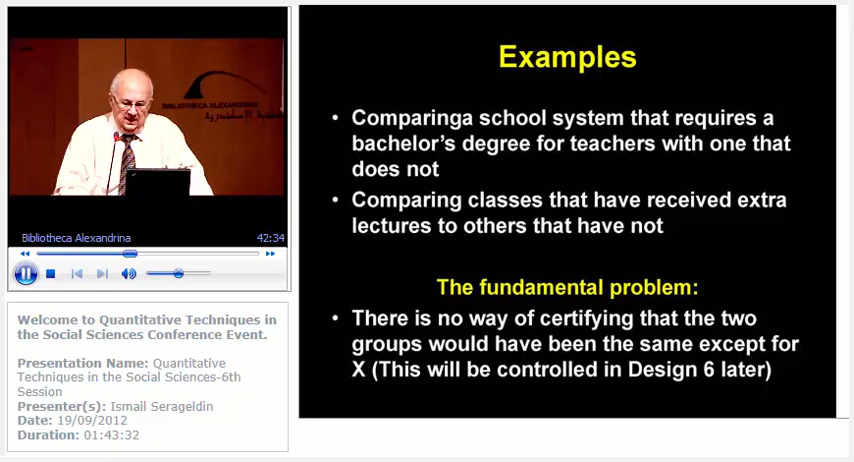 BIBLIOTHECA ALEXANDRINA
مكتبة الإسكندرية
Bibliotheca Alexandrina 42:34
Welcome to Quantitative Techniques in
the Social Sciences Conference Event.
Presentation Name: Quantitative
Techniques in the Social Sciences-6th
Session
Presenter(s): Ismail Serageldin
Date: 19/09/2012
Duration: 01:43:32
Examples
• Comparinga school system that requires a
bachelor's degree for teachers with one that
does not
• Comparing classes that have received extra
lectures to others that have not
The fundamental problem:
• There is no way of certifying that the two
groups would have been the same except for
X (This will be controlled in Design 6 later)